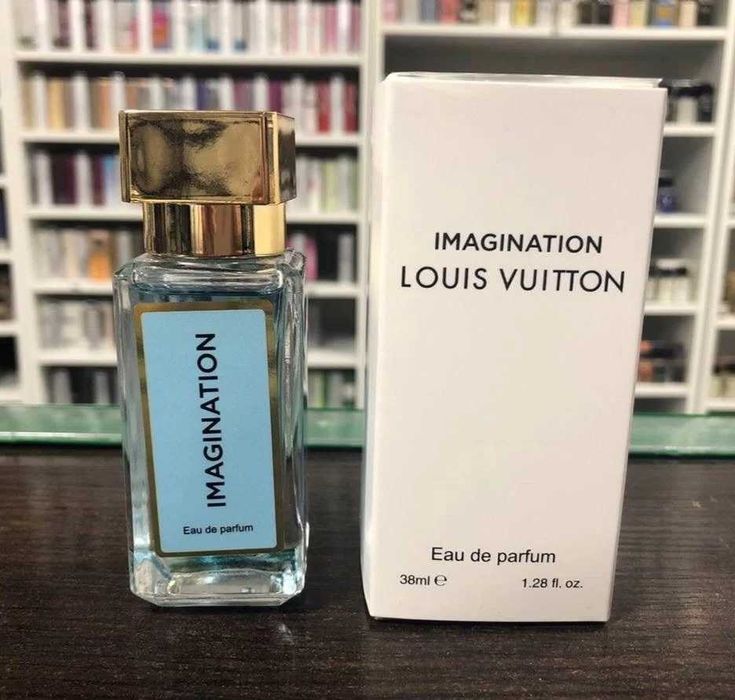 IMAGINATION
Eau de parfum
IMAGINATION
LOUIS VUITTON
Eau de parfum
38ml ℮
1.28 fl. oz.